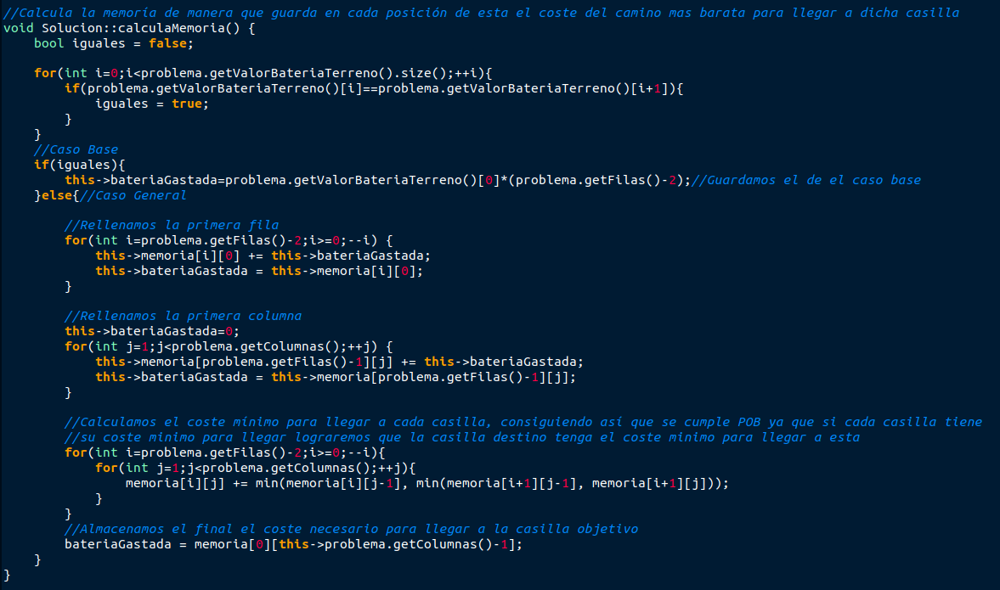 //Calcula la memoría de manera que guarda en cada posición de esta el coste del camino mas barata para llegar a dicha casilla
void Solucion::calculaMemoria() {
    bool iguales = false;

    for(int i=0;i<problema.getValorBateriaTerreno().size();++i){
        if(problema.getValorBateriaTerreno()[i]==problema.getValorBateriaTerreno()[i+1]){
            iguales = true;
        }
    }
    //Caso Base
    if(iguales){
        this->bateriaGastada=problema.getValorBateriaTerreno()[0]*(problema.getFilas()-2);//Guardamos el de el caso base
    }else{//Caso General

        //Rellenamos la primera fila
        for(int i=problema.getFilas()-2;i>=0;--i) {
            this->memoria[i][0] += this->bateriaGastada;
            this->bateriaGastada = this->memoria[i][0];
        }

        //Rellenamos la primera columna
        this->bateriaGastada=0;
        for(int j=1;j<problema.getColumnas();++j) {
            this->memoria[problema.getFilas()-1][j] += this->bateriaGastada;
            this->bateriaGastada = this->memoria[problema.getFilas()-1][j];
        }

        //Calculamos el coste minimo para llegar a cada casilla, consiguiendo así que se cumple POB ya que si cada casilla tiene
        //su coste minimo para llegar lograremos que la casilla destino tenga el coste minimo para llegar a esta
        for(int i=problema.getFilas()-2;i>=0;--i){
            for(int j=1;j<problema.getColumnas();++j){
                memoria[i][j] += min(memoria[i][j-1], min(memoria[i+1][j-1], memoria[i+1][j]));
            }
        }
        //Almacenamos el final el coste necesario para llegar a la casilla objetivo
        bateriaGastada = memoria[0][this->problema.getColumnas()-1];
    }
}